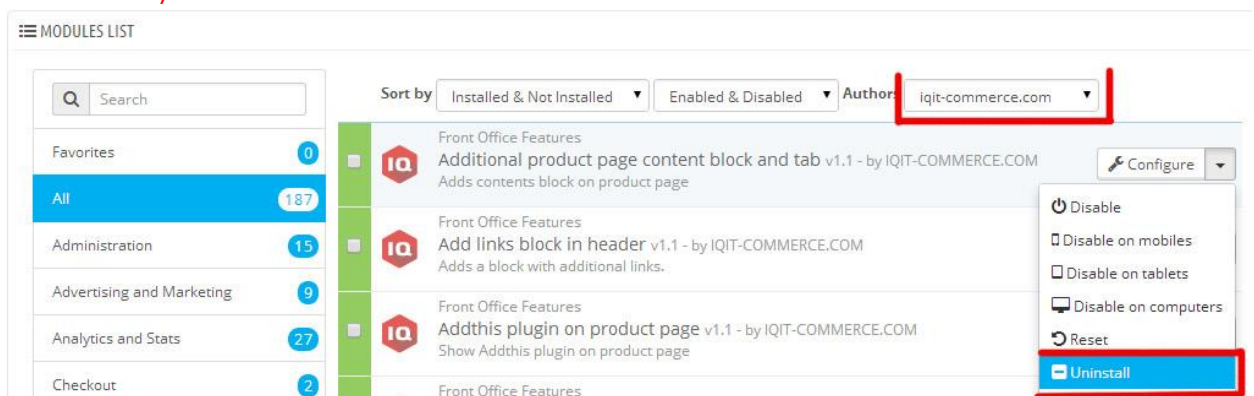 MODULES LIST
Search
Sort by Installed & Not Installed Enabled & Disabled Authors iqit-commerce.com
Favorites 0
All 187
Administration 15
Advertising and Marketing 9
Analytics and Stats 27
Checkout 2
Front Office Features
IQ Additional product page content block and tab v1.1 - by IQIT-COMMERCE.COM
Adds contents block on product page
Configure
Front Office Features
IQ Add links block in header v1.1 - by IQIT-COMMERCE.COM
Adds a block with additional links.
Front Office Features
IQ Addthis plugin on product page v1.1 - by IQIT-COMMERCE.COM
Show Addthis plugin on product page
Front Office Features
Disable
Disable on mobiles
Disable on tablets
Disable on computers
Reset
Uninstall